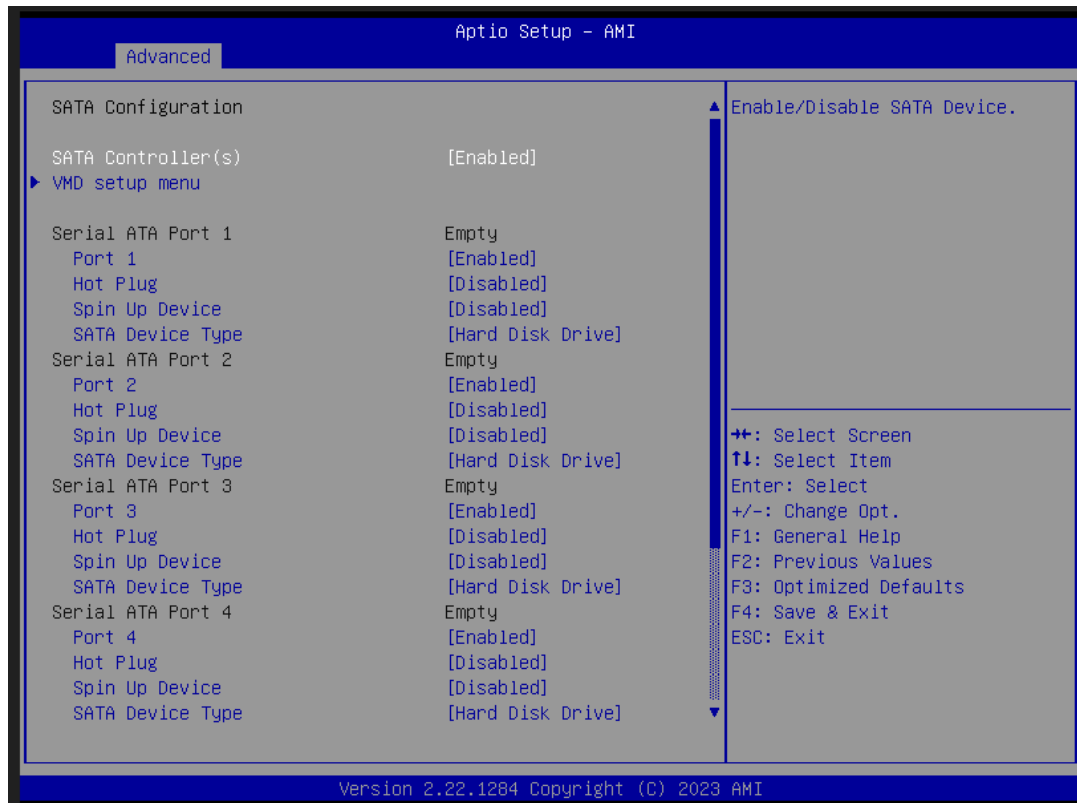 Aptio Setup – AMI
Advanced
SATA Configuration
SATA Controller(s) [Enabled]
VMD setup menu
Serial ATA Port 1 Empty
Port 1 [Enabled]
Hot Plug [Disabled]
Spin Up Device [Disabled]
SATA Device Type [Hard Disk Drive]
Serial ATA Port 2 Empty
Port 2 [Enabled]
Hot Plug [Disabled]
Spin Up Device [Disabled]
SATA Device Type [Hard Disk Drive]
Serial ATA Port 3 Empty
Port 3 [Enabled]
Hot Plug [Disabled]
Spin Up Device [Disabled]
SATA Device Type [Hard Disk Drive]
Serial ATA Port 4 Empty
Port 4 [Enabled]
Hot Plug [Disabled]
Spin Up Device [Disabled]
SATA Device Type [Hard Disk Drive]
Enable/Disable SATA Device.
→←: Select Screen
↑↓: Select Item
Enter: Select
+/-: Change Opt.
F1: General Help
F2: Previous Values
F3: Optimized Defaults
F4: Save & Exit
ESC: Exit
Version 2.22.1284 Copyright (C) 2023 AMI